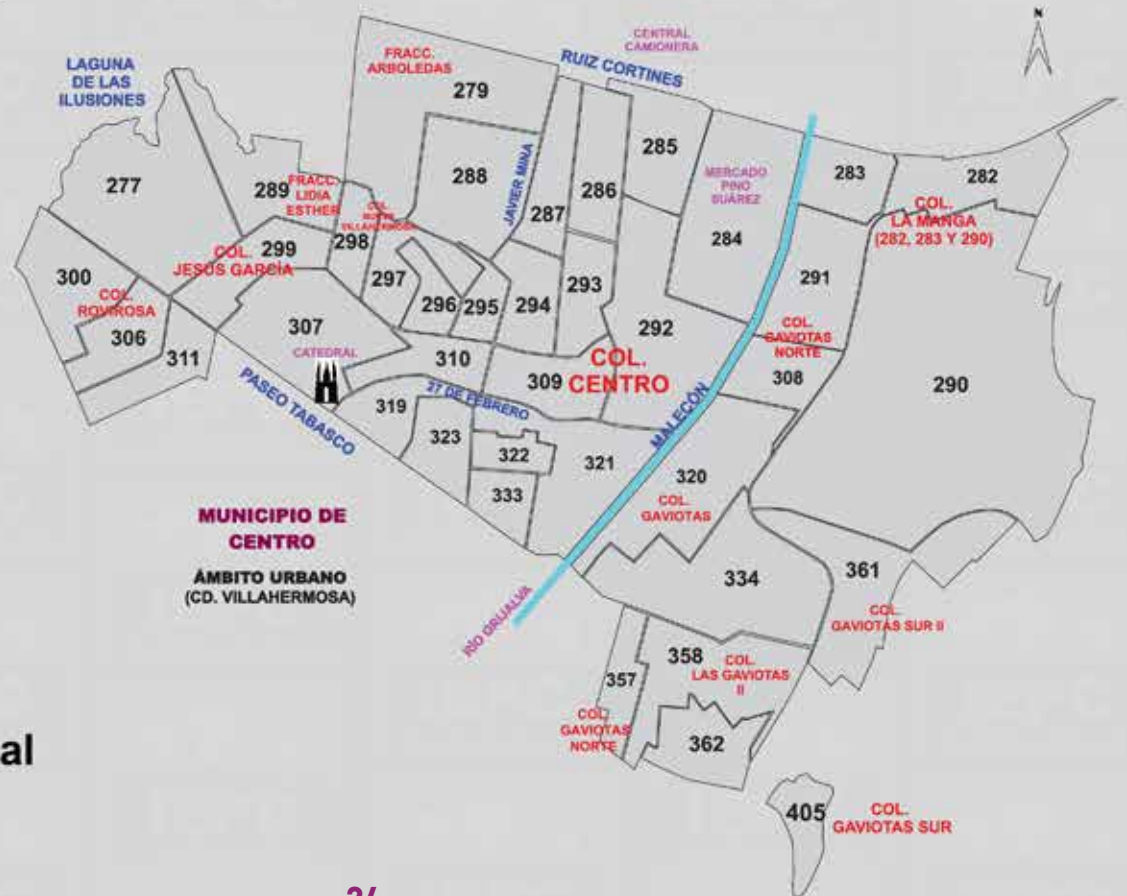 N
CENTRAL
CAMIONERA
RUIZ CORTINES
FRACC.
ARBOLEDAS
279
LAGUNA
DE LAS
ILUSIONES
285
283
282
MERCADO
PINO
SUÁREZ
288
JAVIER MINA
287
286
277
289
FRACC.
LIDIA
ESTHER
COL.
VILLAHERMOSA
COL.
LA MANGA
(282, 283 Y 290)
284
298
299
COL.
JESÚS GARCÍA
297
296
295
294
293
291
300
COL.
ROVIROSA
306
311
307
CATEDRAL
310
309
292
COL.
CENTRO
COL.
GAVIOTAS
NORTE
308
290
PASEO TABASCO
319
27 DE FEBRERO
MALECÓN
323
322
321
333
320
COL.
GAVIOTAS
MUNICIPIO DE
CENTRO
ÁMBITO URBANO
(CD. VILLAHERMOSA)
334
361
COL.
GAVIOTAS SUR II
RÍO GRIJALVA
357
358
COL.
LAS GAVIOTAS
II
COL.
GAVIOTAS
NORTE
362
al
405
COL.
GAVIOTAS SUR